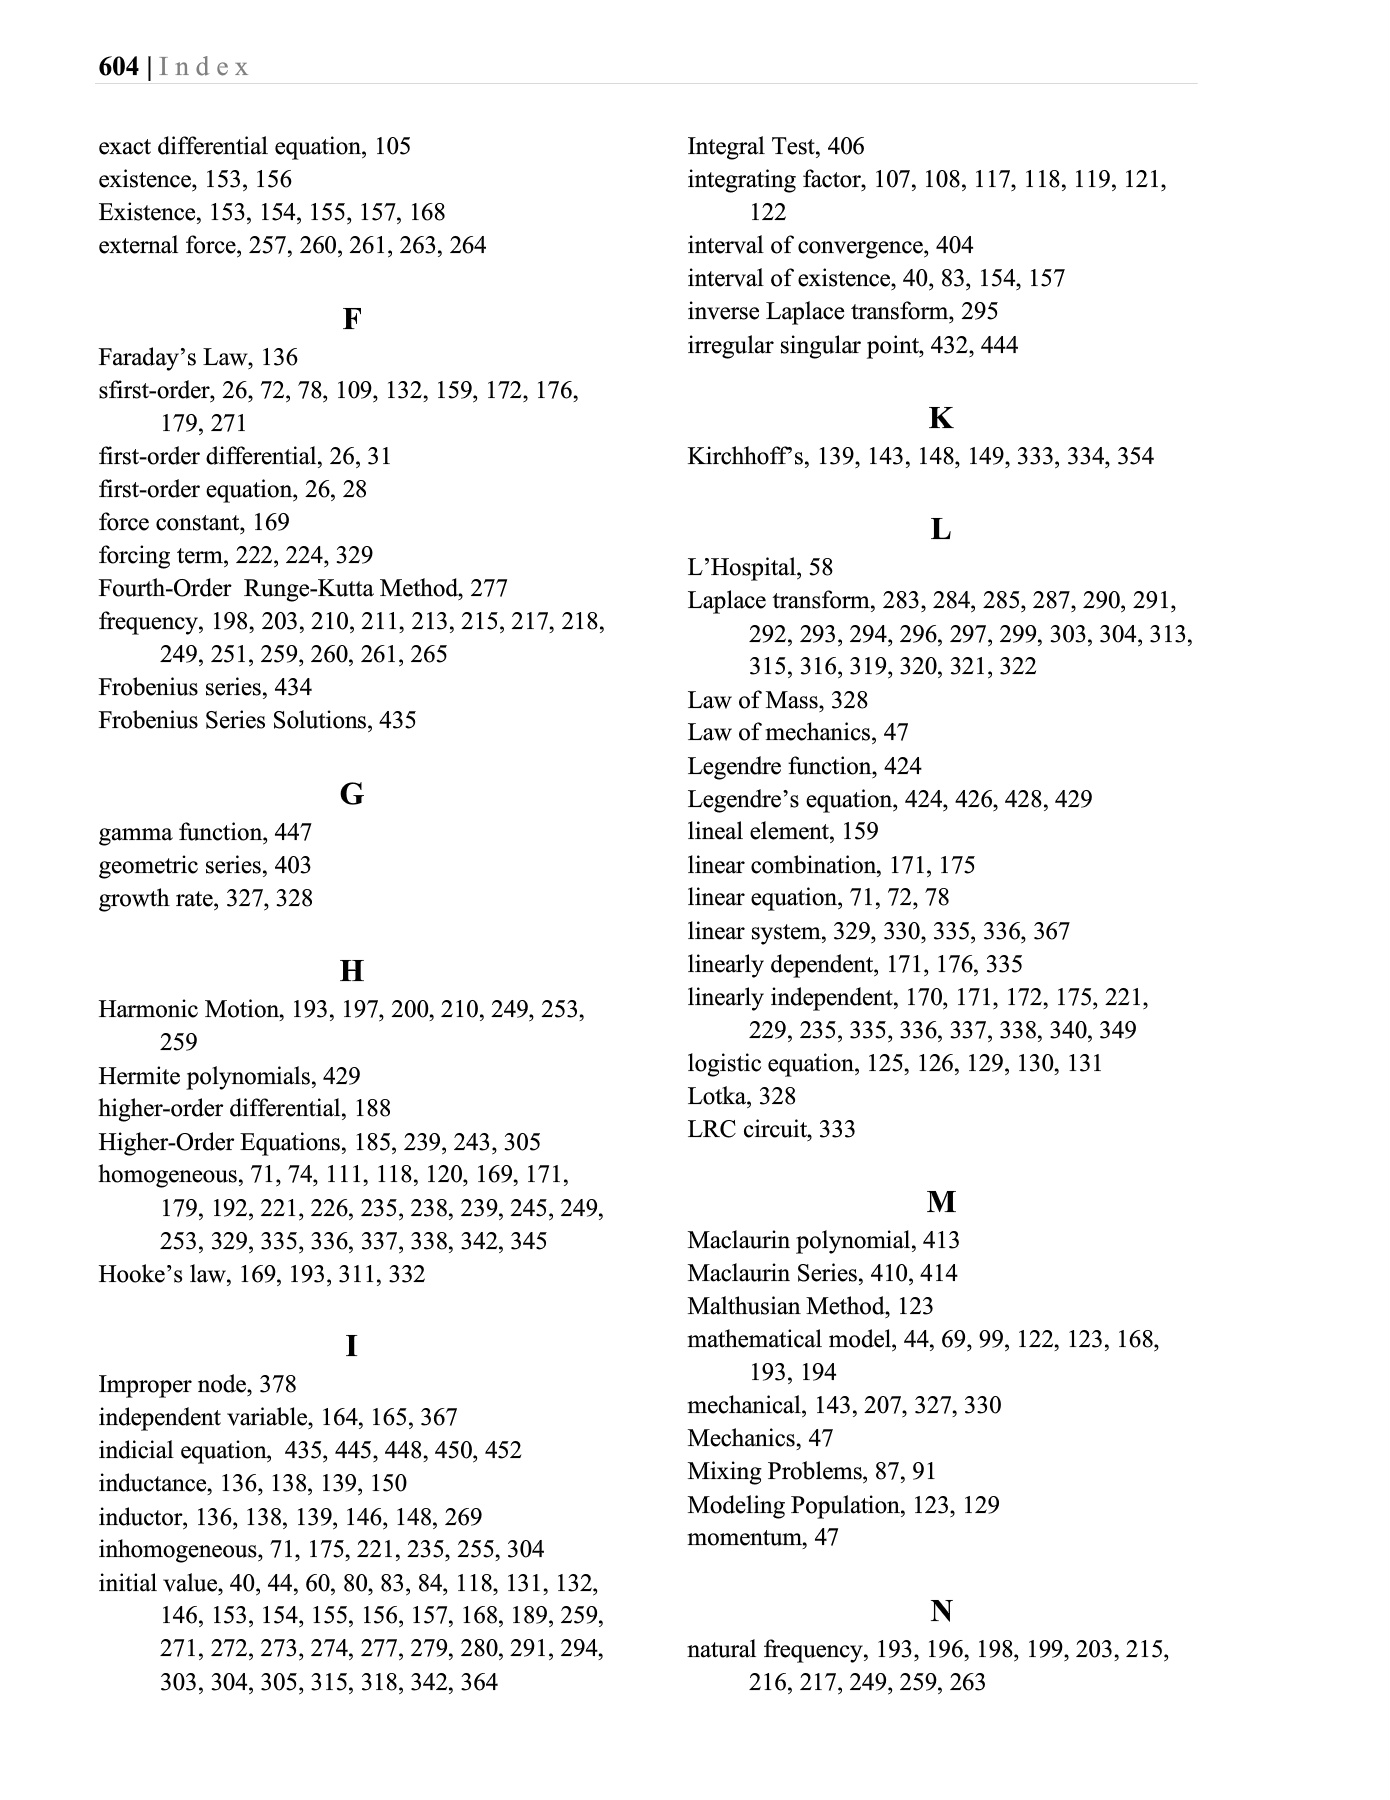 604 | Index
exact differential equation, 105
existence, 153, 156
Existence, 153, 154, 155, 157, 168
external force, 257, 260, 261, 263, 264
F
Faraday’s Law, 136
sfirst-order, 26, 72, 78, 109, 132, 159, 172, 176,
179, 271
first-order differential, 26, 31
first-order equation, 26, 28
force constant, 169
forcing term, 222, 224, 329
Fourth-Order  Runge-Kutta Method, 277
frequency, 198, 203, 210, 211, 213, 215, 217, 218,
249, 251, 259, 260, 261, 265
Frobenius series, 434
Frobenius Series Solutions, 435
G
gamma function, 447
geometric series, 403
growth rate, 327, 328
H
Harmonic Motion, 193, 197, 200, 210, 249, 253,
259
Hermite polynomials, 429
higher-order differential, 188
Higher-Order Equations, 185, 239, 243, 305
homogeneous, 71, 74, 111, 118, 120, 169, 171,
179, 192, 221, 226, 235, 238, 239, 245, 249,
253, 329, 335, 336, 337, 338, 342, 345
Hooke’s law, 169, 193, 311, 332
I
Improper node, 378
independent variable, 164, 165, 367
indicial equation,  435, 445, 448, 450, 452
inductance, 136, 138, 139, 150
inductor, 136, 138, 139, 146, 148, 269
inhomogeneous, 71, 175, 221, 235, 255, 304
initial value, 40, 44, 60, 80, 83, 84, 118, 131, 132,
146, 153, 154, 155, 156, 157, 168, 189, 259,
271, 272, 273, 274, 277, 279, 280, 291, 294,
303, 304, 305, 315, 318, 342, 364
Integral Test, 406
integrating factor, 107, 108, 117, 118, 119, 121,
122
interval of convergence, 404
interval of existence, 40, 83, 154, 157
inverse Laplace transform, 295
irregular singular point, 432, 444
K
Kirchhoff’s, 139, 143, 148, 149, 333, 334, 354
L
L’Hospital, 58
Laplace transform, 283, 284, 285, 287, 290, 291,
292, 293, 294, 296, 297, 299, 303, 304, 313,
315, 316, 319, 320, 321, 322
Law of Mass, 328
Law of mechanics, 47
Legendre function, 424
Legendre’s equation, 424, 426, 428, 429
lineal element, 159
linear combination, 171, 175
linear equation, 71, 72, 78
linear system, 329, 330, 335, 336, 367
linearly dependent, 171, 176, 335
linearly independent, 170, 171, 172, 175, 221,
229, 235, 335, 336, 337, 338, 340, 349
logistic equation, 125, 126, 129, 130, 131
Lotka, 328
LRC circuit, 333
M
Maclaurin polynomial, 413
Maclaurin Series, 410, 414
Malthusian Method, 123
mathematical model, 44, 69, 99, 122, 123, 168,
193, 194
mechanical, 143, 207, 327, 330
Mechanics, 47
Mixing Problems, 87, 91
Modeling Population, 123, 129
momentum, 47
N
natural frequency, 193, 196, 198, 199, 203, 215,
216, 217, 249, 259, 263